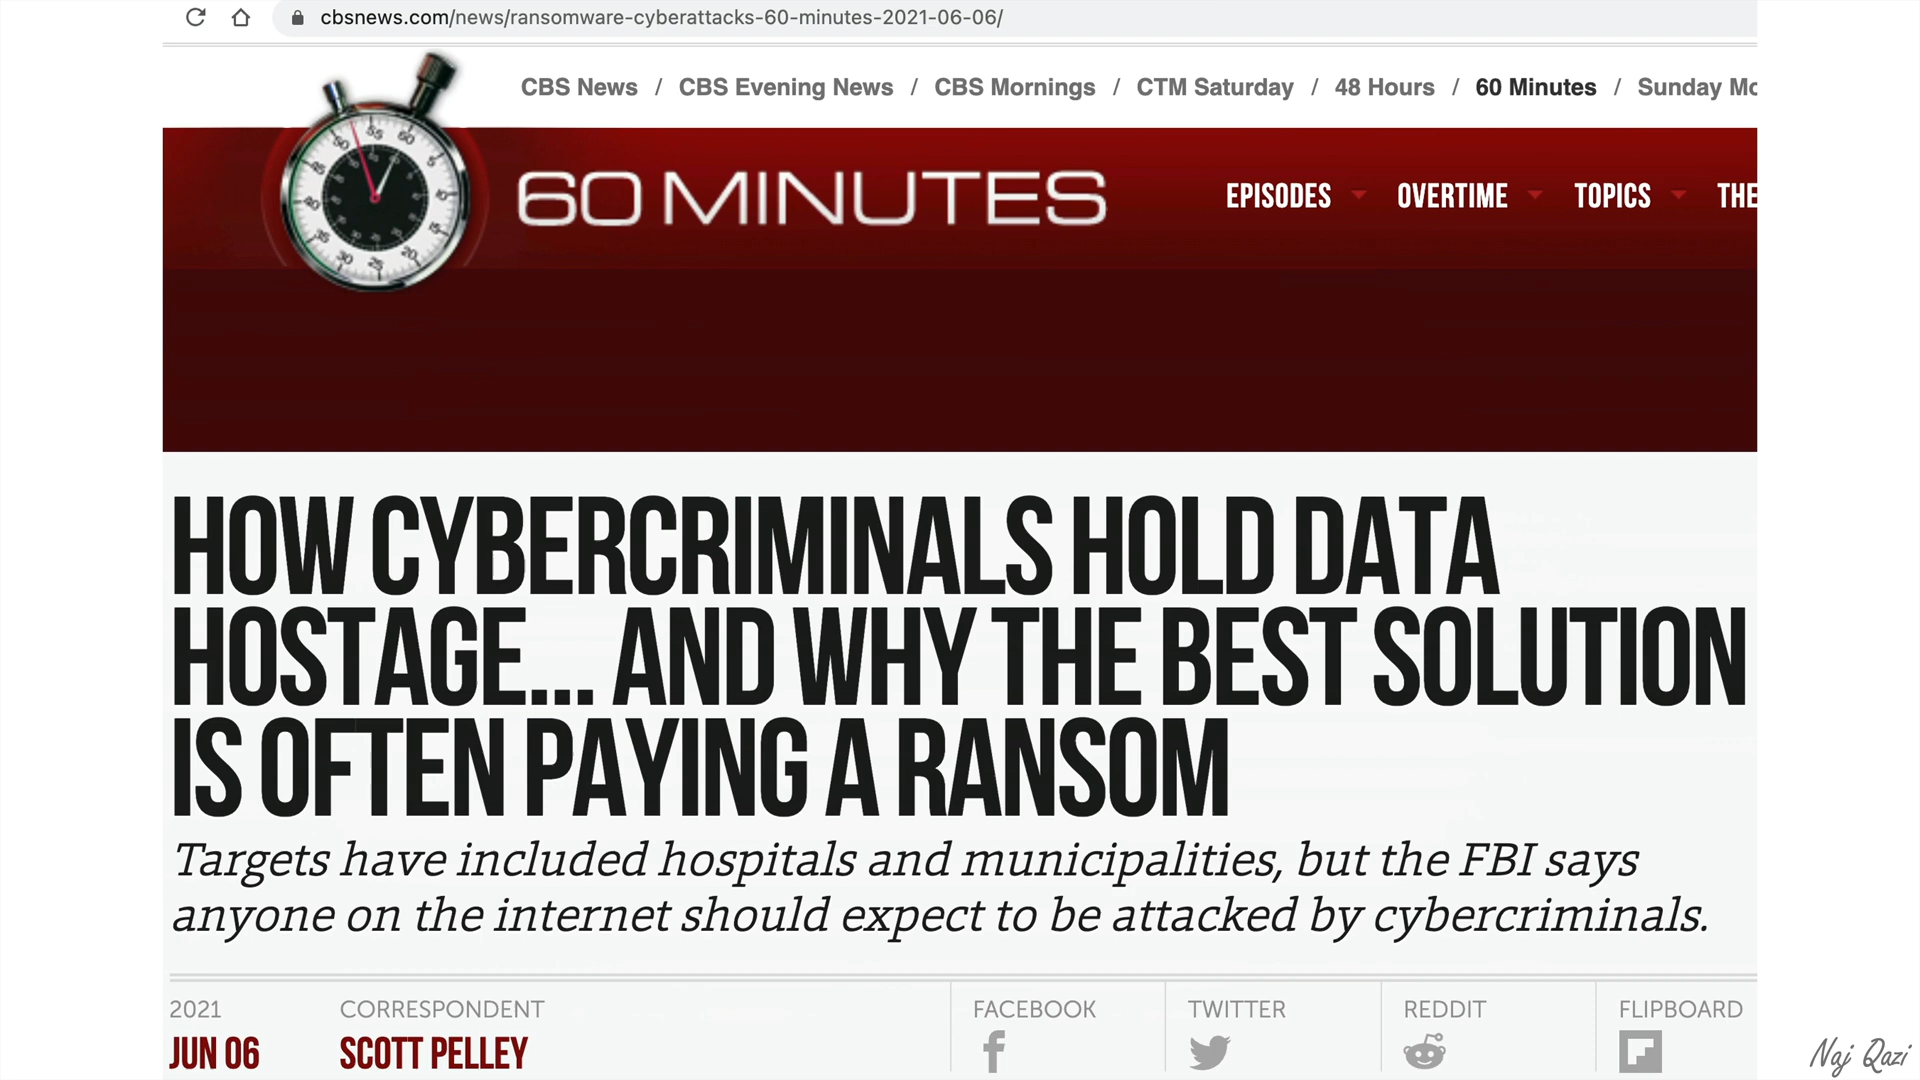 cbsnews.com/news/ransomware-cyberattacks-60-minutes-2021-06-06/
CBS News / CBS Evening News / CBS Mornings / CTM Saturday / 48 Hours / 60 Minutes / Sunday Mo
60 MINUTES
EPISODES OVERTIME TOPICS THE
HOW CYBERCRIMINALS HOLD DATA
HOSTAGE... AND WHY THE BEST SOLUTION
IS OFTEN PAYING A RANSOM
Targets have included hospitals and municipalities, but the FBI says
anyone on the internet should expect to be attacked by cybercriminals.
2021 CORRESPONDENT FACEBOOK TWITTER REDDIT FLIPBOARD
JUN 06 SCOTT PELLEY
Naj Qazi